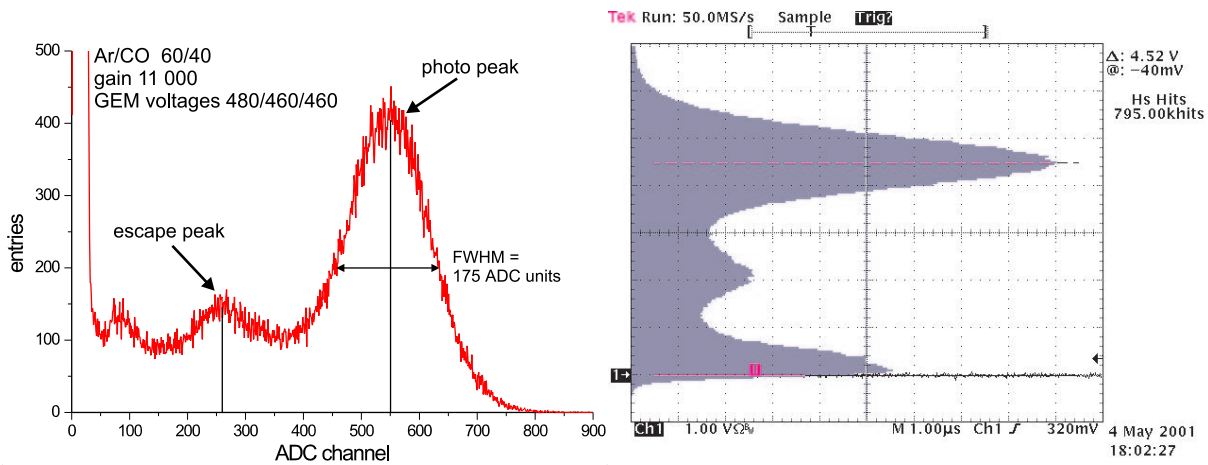 Ar/CO 60/40
gain 11 000
GEM voltages 480/460/460
photo peak
escape peak
FWHM =
175 ADC units
entries
500
400
300
200
100
0
0 100 200 300 400 500 600 700 800 900
ADC channel
Tek Run: 50.0MS/s Sample Trig?
Δ: 4.52 V
@: −40mV
Hs Hits
795.00khits
1→
Ch1 1.00 VΩBw M 1.00µs Ch1 ƒ 320mV
4 May 2001
18:02:27